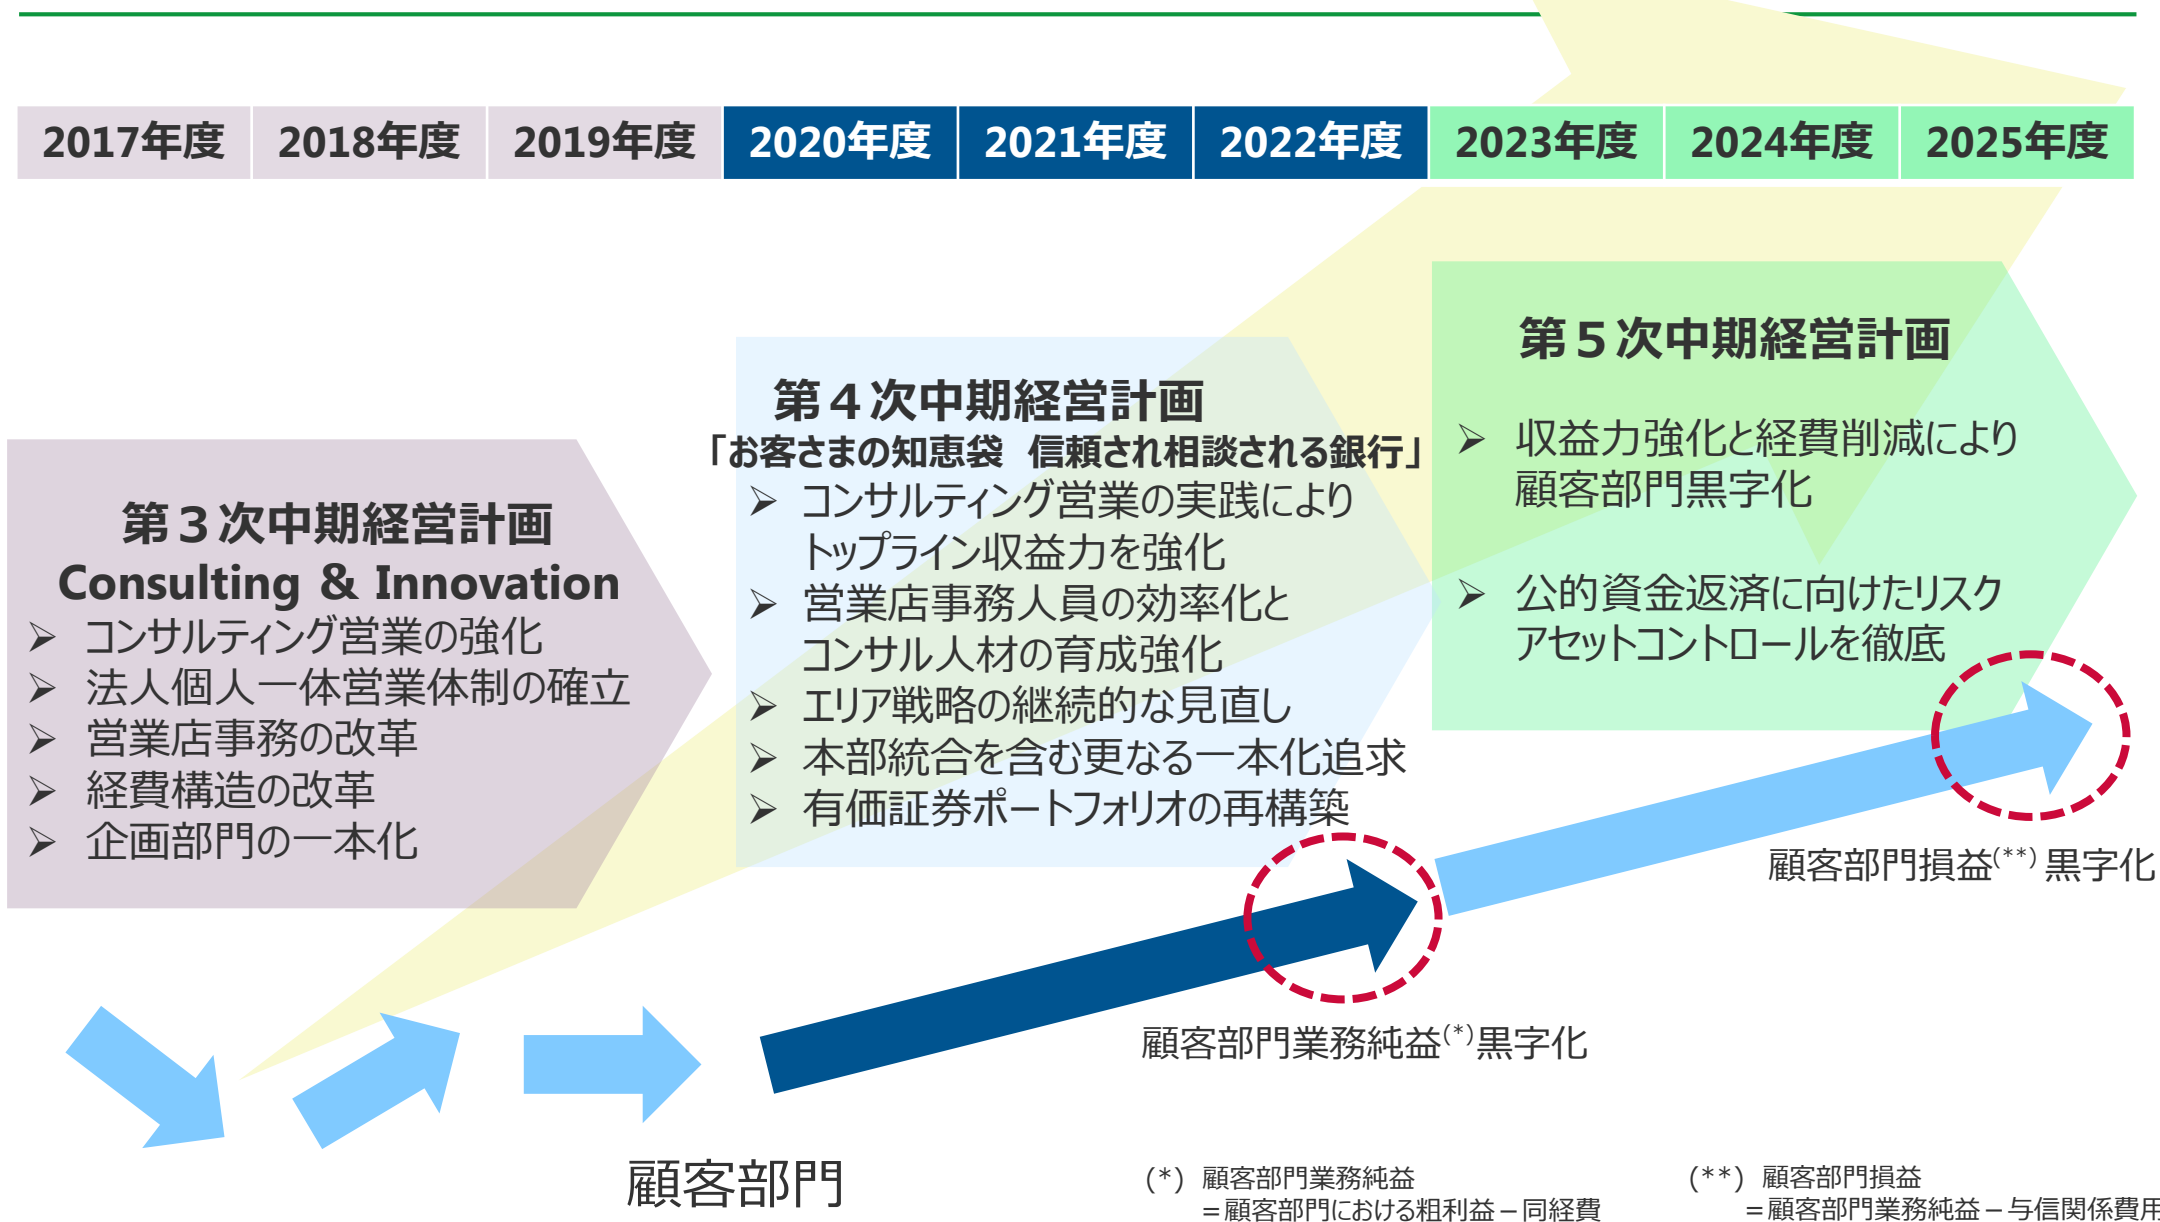 2017年度 2018年度 2019年度 2020年度 2021年度 2022年度 2023年度 2024年度 2025年度
第３次中期経営計画
Consulting ＆ Innovation
➢ コンサルティング営業の強化
➢ 法人個人一体営業体制の確立
➢ 営業店事務の改革
➢ 経費構造の改革
➢ 企画部門の一本化
第４次中期経営計画
「お客さまの知恵袋 信頼され相談される銀行」
➢ コンサルティング営業の実践により
トップライン収益力を強化
➢ 営業店事務人員の効率化と
コンサル人材の育成強化
➢ エリア戦略の継続的な見直し
➢ 本部統合を含む更なる一本化追求
➢ 有価証券ポートフォリオの再構築
第５次中期経営計画
➢ 収益力強化と経費削減により
顧客部門黒字化
➢ 公的資金返済に向けたリスク
アセットコントロールを徹底
顧客部門損益(**)黒字化
顧客部門業務純益(*)黒字化
顧客部門
(*) 顧客部門業務純益
＝顧客部門における粗利益－同経費
(**) 顧客部門損益
＝顧客部門業務純益－与信関係費用